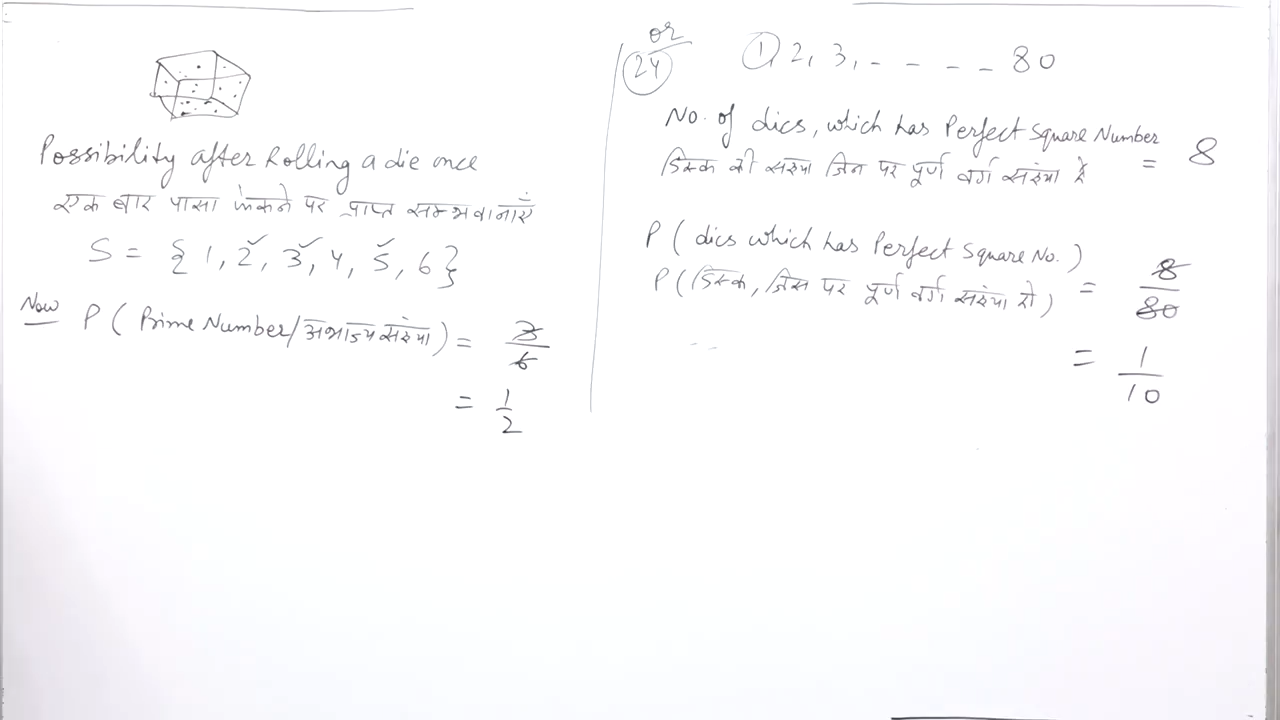 Possibility after Rolling a die once
एक बार पासा फेंकने पर प्राप्त सम्भवानाएं
S = { 1, 2, 3, 4, 5, 6 }
Now P ( Prime Number / अभाज्य संख्या ) = 3/6
= 1/2
or
24 1, 2, 3, - - - - 80
No. of dics, which has Perfect Square Number
डिस्क की संख्या जिन पर पूर्ण वर्ग संख्या है = 8
P ( dics which has Perfect Square No. )
P ( डिस्क, जिस पर पूर्ण वर्ग संख्या हो ) = 8/80
= 1/10